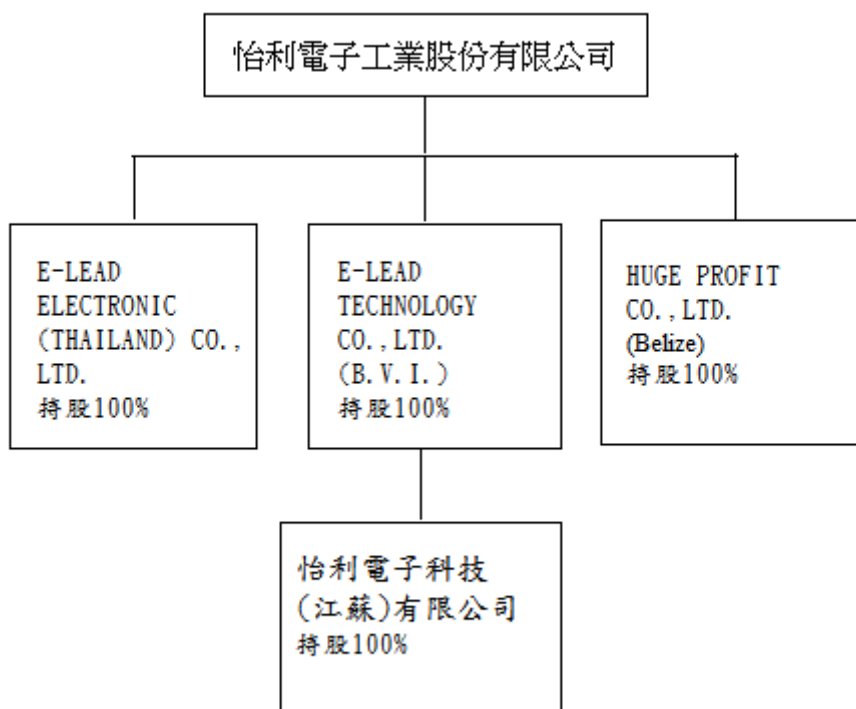 怡利電子工業股份有限公司
E-LEAD
ELECTRONIC
(THAILAND) CO.,
LTD.
持股100%
E-LEAD
TECHNOLOGY
CO.,LTD.
(B.V.I.)
持股100%
HUGE PROFIT
CO.,LTD.
(Belize)
持股100%
怡利電子科技
(江蘇)有限公司
持股100%